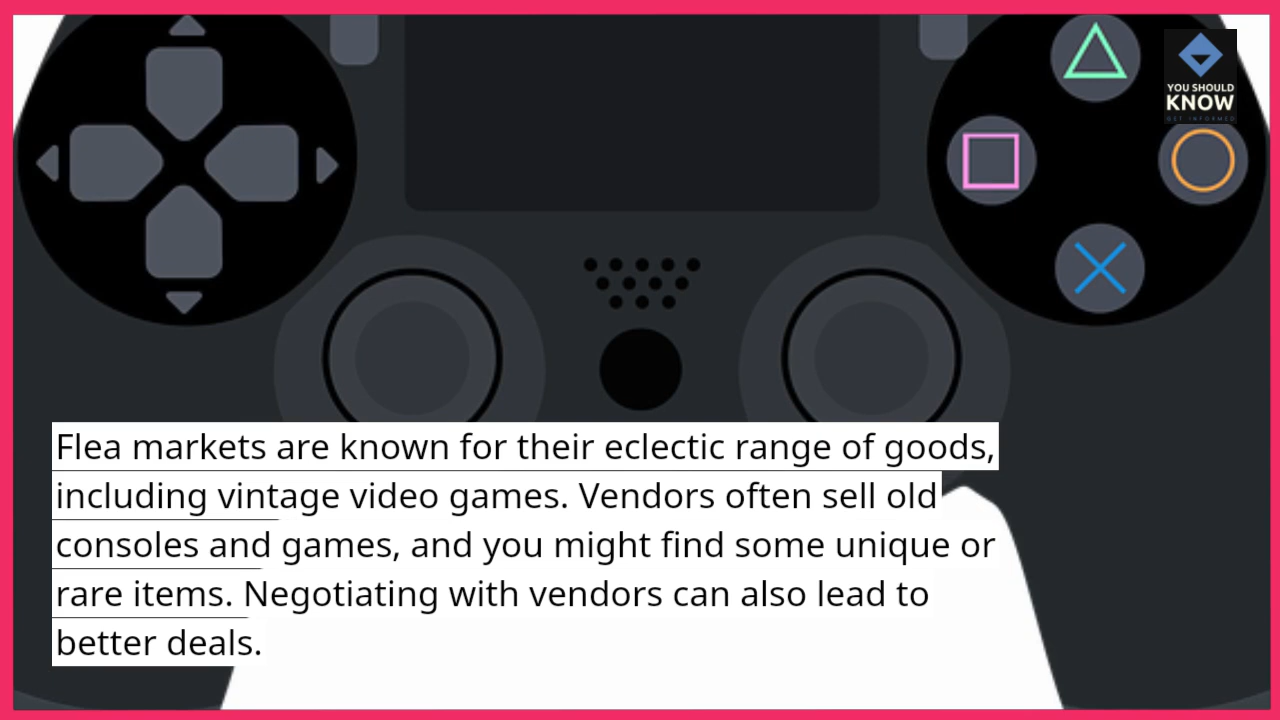 YOU SHOULD
KNOW
GET INFORMED
Flea markets are known for their eclectic range of goods,
including vintage video games. Vendors often sell old
consoles and games, and you might find some unique or
rare items. Negotiating with vendors can also lead to
better deals.